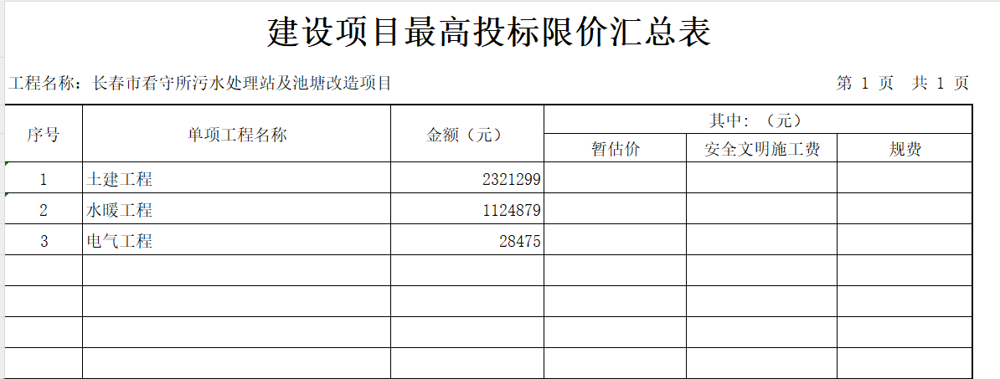 建设项目最高投标限价汇总表
工程名称：长春市看守所污水处理站及池塘改造项目 第 1 页 共 1 页
序号 单项工程名称 金额（元） 其中：（元）
暂估价 安全文明施工费 规费
1 土建工程 2321299
2 水暖工程 1124879
3 电气工程 28475